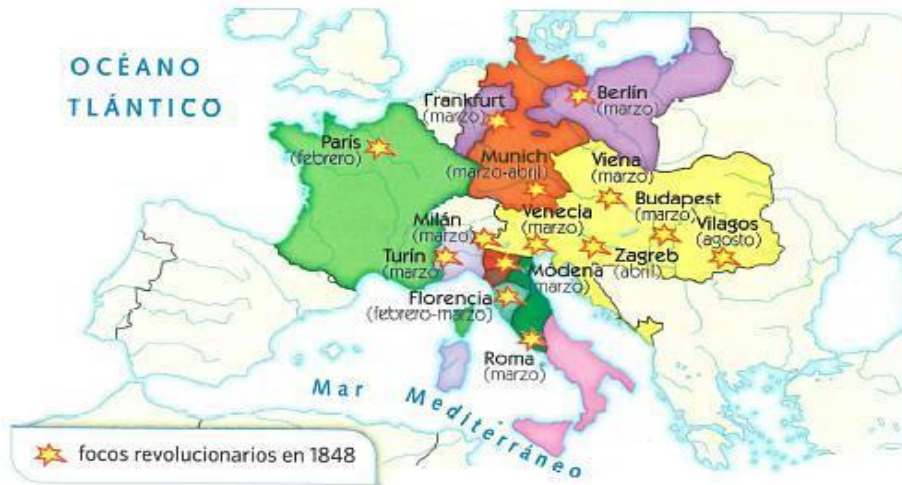 OCÉANO
TLÁNTICO
Frankfurt
(marzo)
Berlín
(marzo)
París
(febrero)
Munich
(marzo-abril)
Viena
(marzo)
Budapest
(marzo)
Vilagos
(agosto)
Venecia
(marzo)
Milán
(marzo)
Turín
(marzo)
Zagreb
(abril)
Módena
(marzo)
Florencia
(febrero-marzo)
Roma
(marzo)
Mar Mediterráneo
focos revolucionarios en 1848